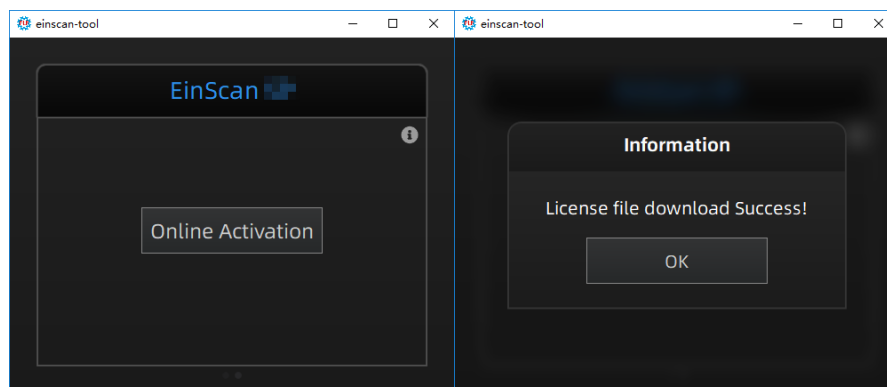 einscan-tool
EinScan
Online Activation
einscan-tool
Information
License file download Success!
OK